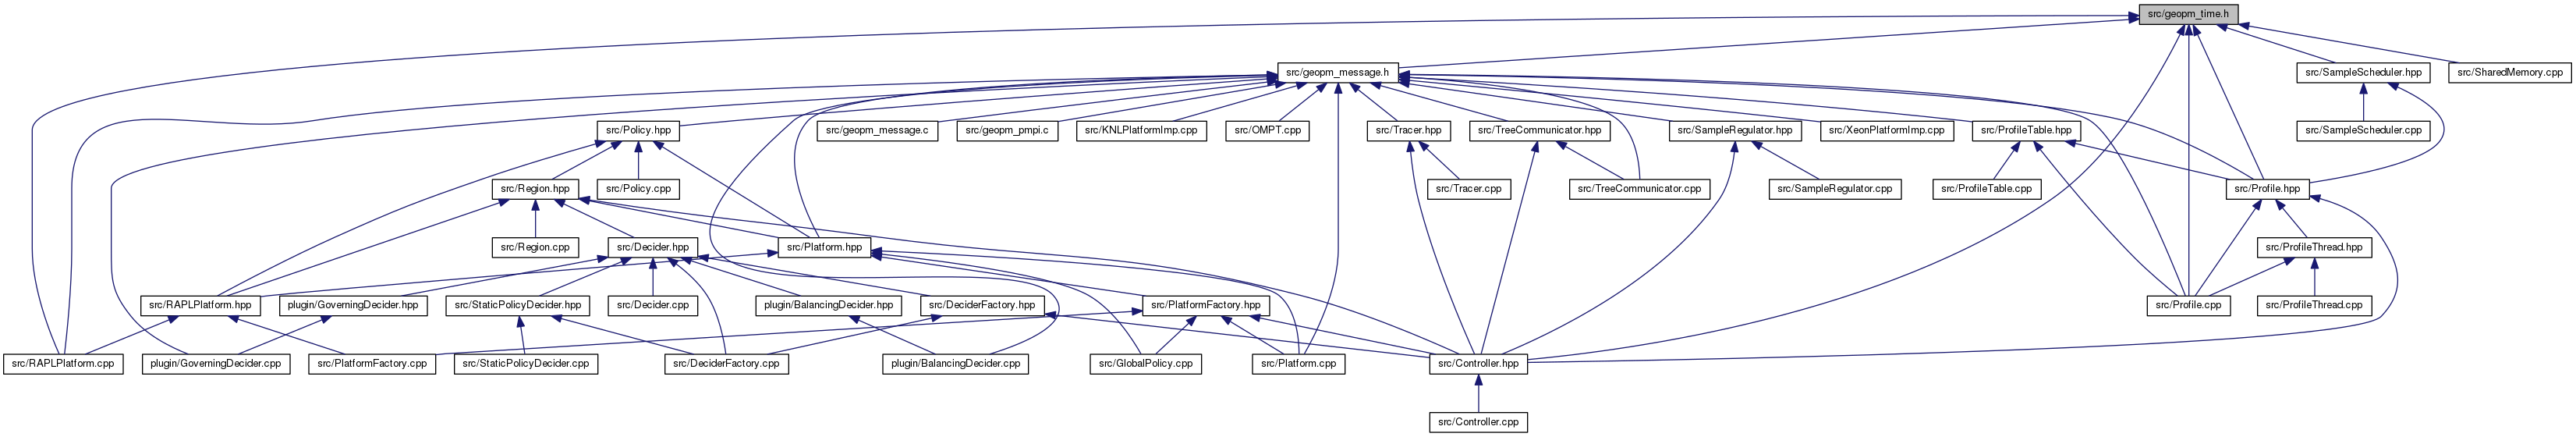 src/geopm_time.h
src/geopm_message.h
src/SampleScheduler.hpp
src/SharedMemory.cpp
src/Policy.hpp
src/geopm_message.c
src/geopm_pmpi.c
src/KNLPlatformImp.cpp
src/OMPT.cpp
src/Tracer.hpp
src/TreeCommunicator.hpp
src/SampleRegulator.hpp
src/XeonPlatformImp.cpp
src/ProfileTable.hpp
src/SampleScheduler.cpp
src/Region.hpp
src/Policy.cpp
src/Tracer.cpp
src/TreeCommunicator.cpp
src/SampleRegulator.cpp
src/ProfileTable.cpp
src/Profile.hpp
src/Region.cpp
src/Decider.hpp
src/Platform.hpp
src/ProfileThread.hpp
src/RAPLPlatform.hpp
plugin/GoverningDecider.hpp
src/StaticPolicyDecider.hpp
src/Decider.cpp
plugin/BalancingDecider.hpp
src/DeciderFactory.hpp
src/PlatformFactory.hpp
src/Profile.cpp
src/ProfileThread.cpp
src/RAPLPlatform.cpp
plugin/GoverningDecider.cpp
src/PlatformFactory.cpp
src/StaticPolicyDecider.cpp
src/DeciderFactory.cpp
plugin/BalancingDecider.cpp
src/GlobalPolicy.cpp
src/Platform.cpp
src/Controller.hpp
src/Controller.cpp